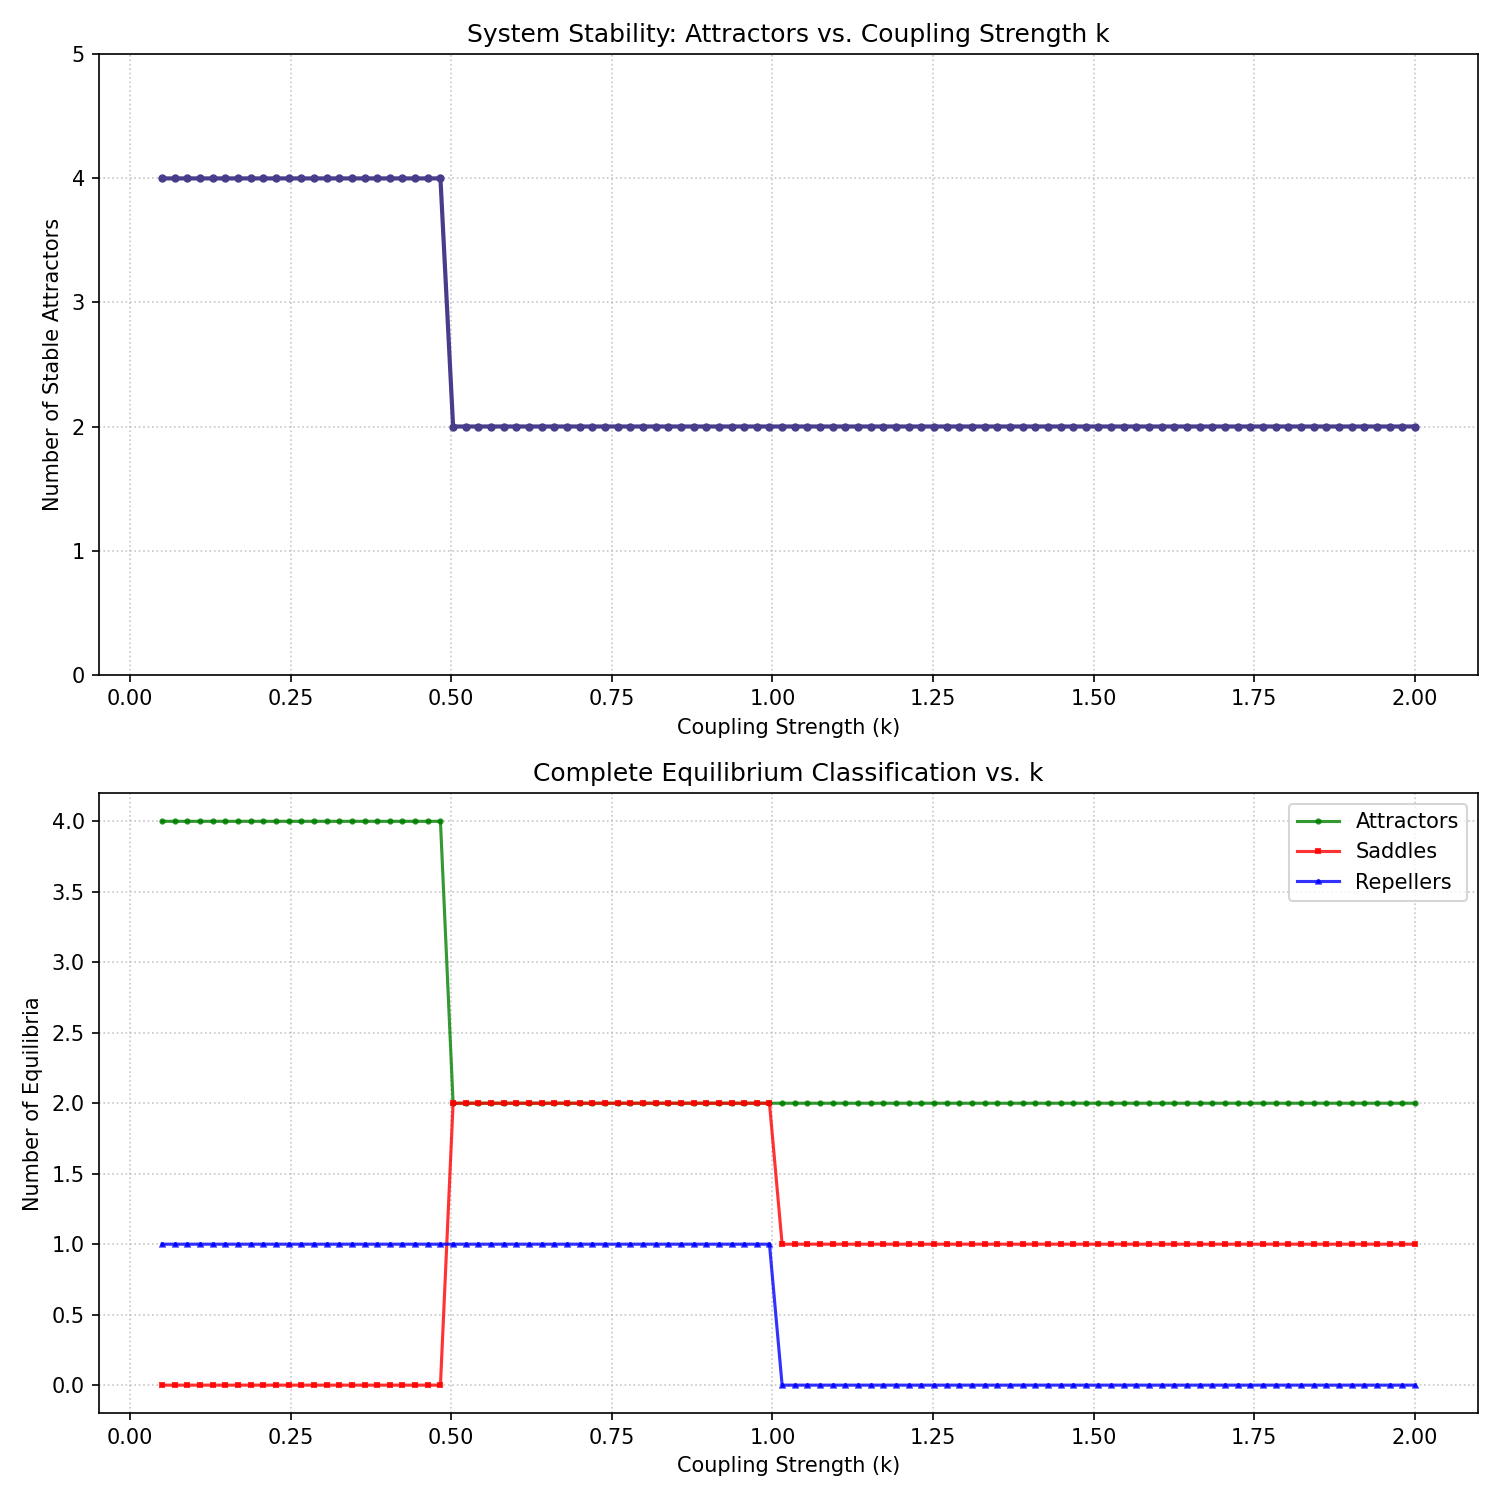 System Stability: Attractors vs. Coupling Strength k
Number of Stable Attractors
5
4
3
2
1
0
0.00 0.25 0.50 0.75 1.00 1.25 1.50 1.75 2.00
Coupling Strength (k)
Complete Equilibrium Classification vs. k
Number of Equilibria
4.0
3.5
3.0
2.5
2.0
1.5
1.0
0.5
0.0
Attractors
Saddles
Repellers
0.00 0.25 0.50 0.75 1.00 1.25 1.50 1.75 2.00
Coupling Strength (k)